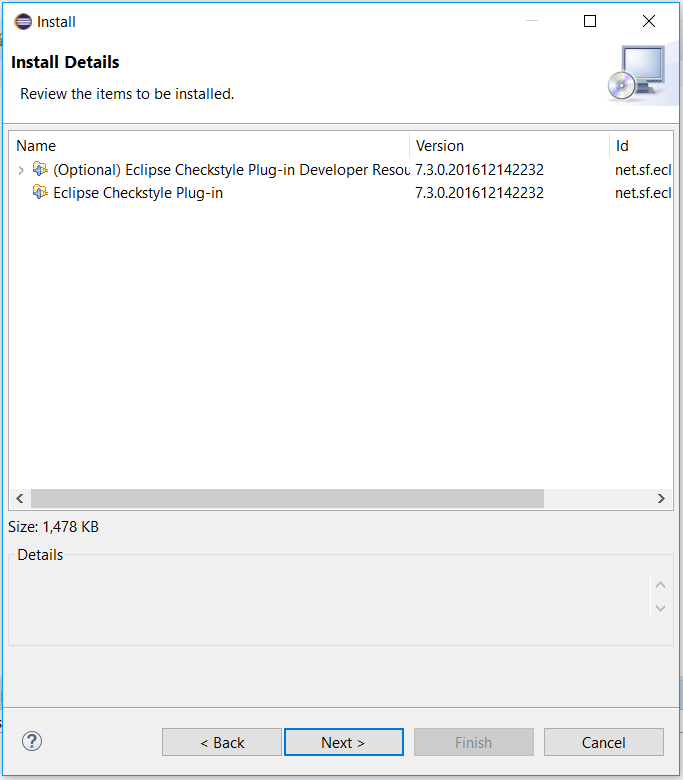 Install
Install Details
Review the items to be installed.
Name Version Id
(Optional) Eclipse Checkstyle Plug-in Developer Resou 7.3.0.201612142232 net.sf.ecl
Eclipse Checkstyle Plug-in 7.3.0.201612142232 net.sf.ecl
Size: 1,478 KB
Details
? < Back Next > Finish Cancel